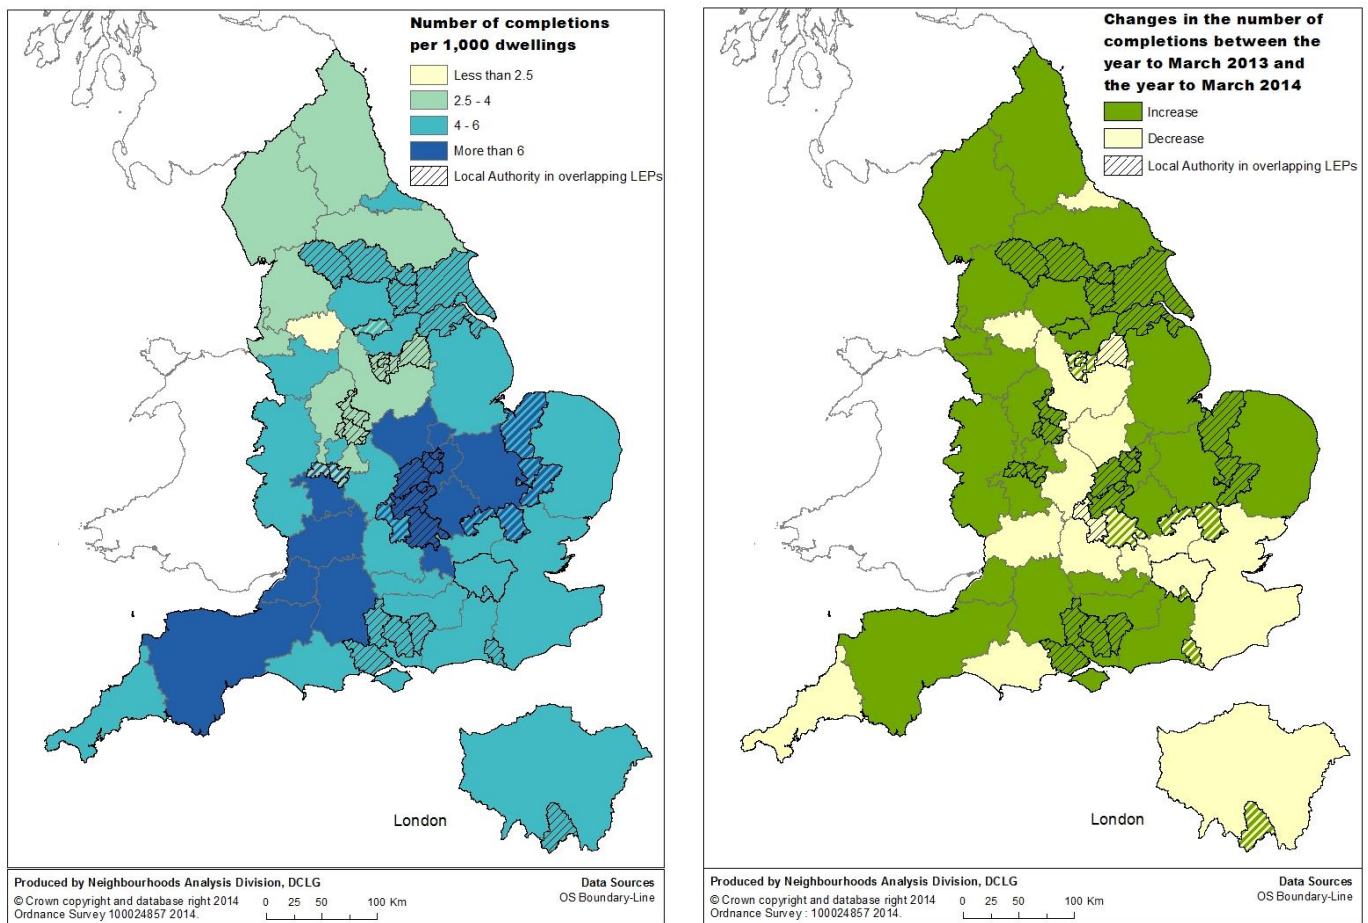 Number of completions
per 1,000 dwellings
Less than 2.5
2.5 - 4
4 - 6
More than 6
Local Authority in overlapping LEPs
London
Produced by Neighbourhoods Analysis Division, DCLG
Data Sources
© Crown copyright and database right 2014
OS Boundary-Line
Ordnance Survey 100024857 2014.
0 25 50 100 Km
Changes in the number of
completions between the
year to March 2013 and
the year to March 2014
Increase
Decrease
Local Authority in overlapping LEPs
London
Produced by Neighbourhoods Analysis Division, DCLG
Data Sources
© Crown copyright and database right 2014
OS Boundary-Line
Ordnance Survey : 100024857 2014.
0 25 50 100 Km